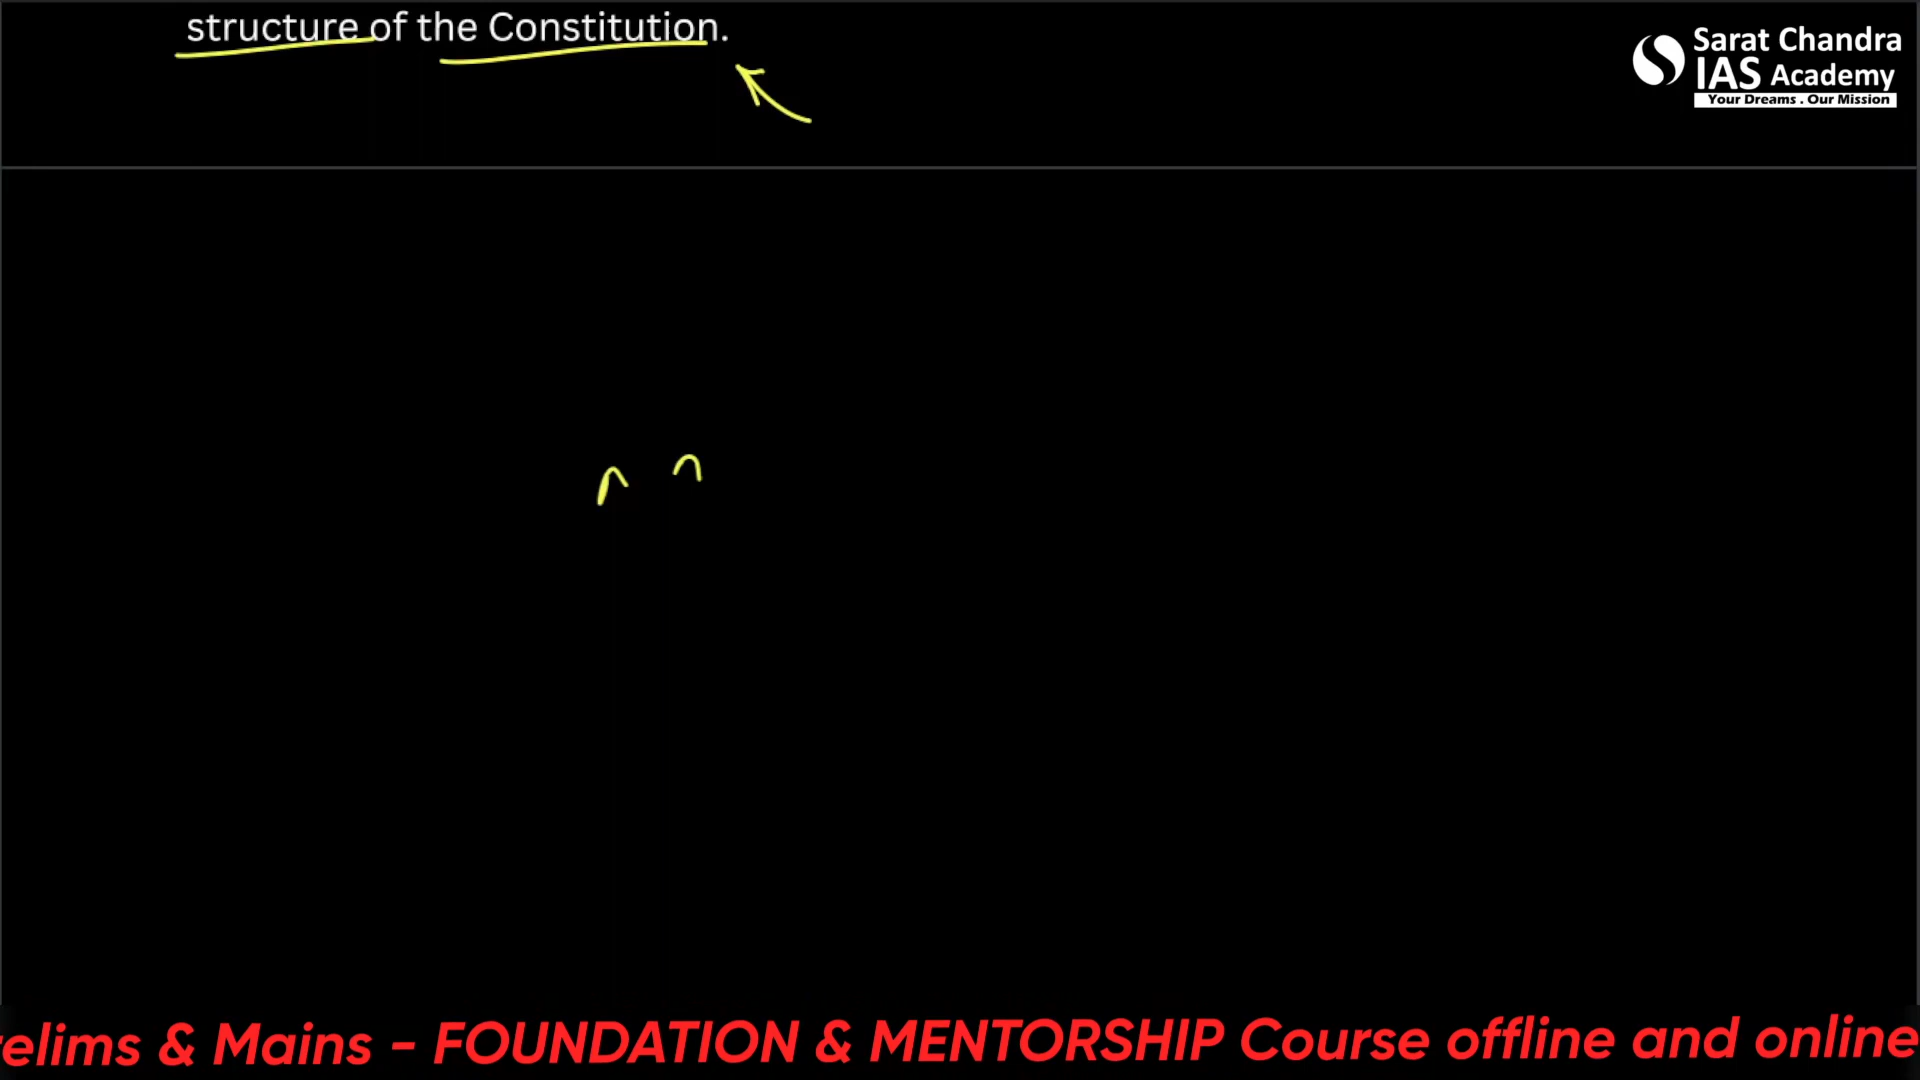 structure of the Constitution.
Sarat Chandra
IAS Academy
Your Dreams . Our Mission
elims & Mains - FOUNDATION & MENTORSHIP Course offline and online